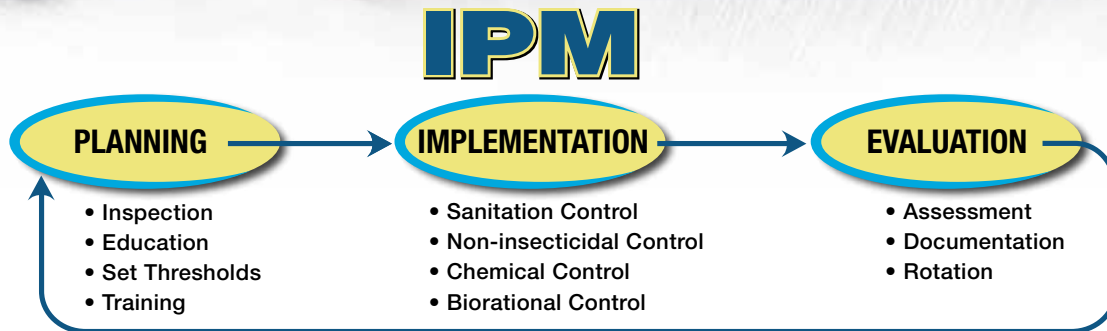 IPM
PLANNING
• Inspection
• Education
• Set Thresholds
• Training
IMPLEMENTATION
• Sanitation Control
• Non-insecticidal Control
• Chemical Control
• Biorational Control
EVALUATION
• Assessment
• Documentation
• Rotation